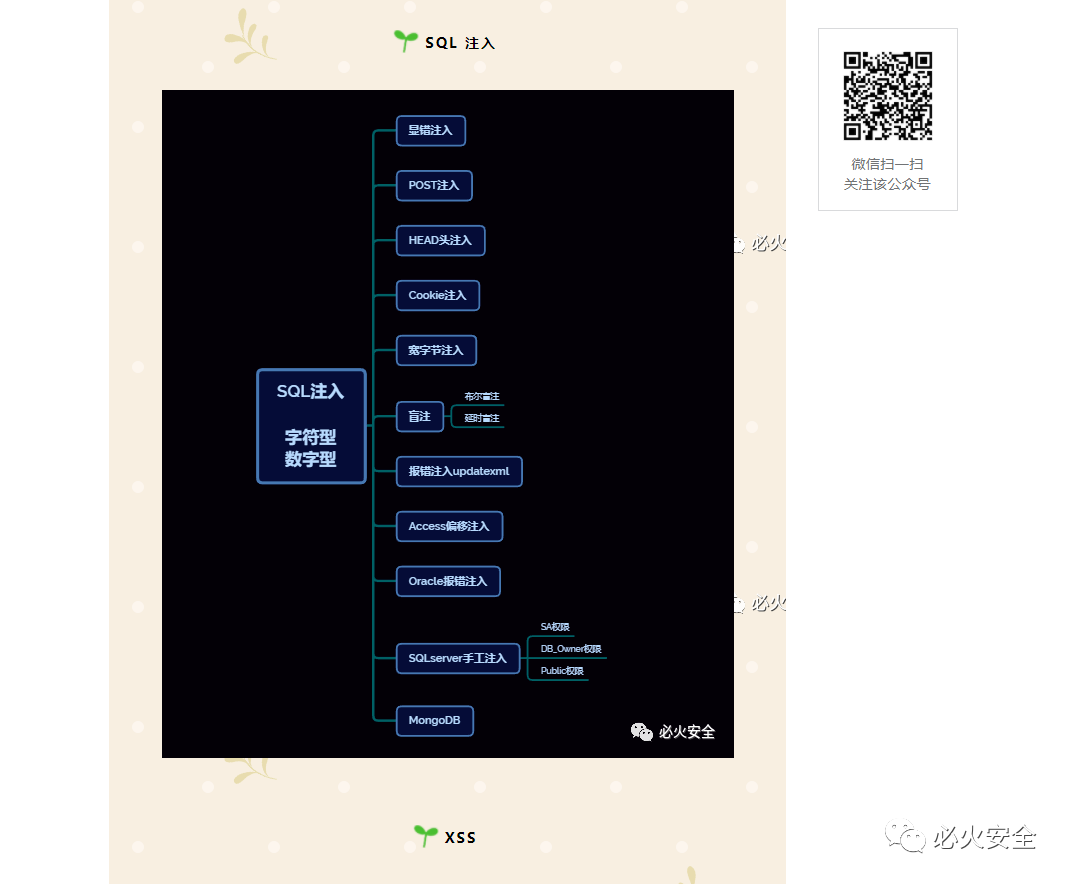 SQL 注入
显错注入
POST注入
HEAD头注入
Cookie注入
宽字节注入
SQL注入
字符型
数字型
盲注
布尔盲注
延时盲注
报错注入updatexml
Access偏移注入
Oracle报错注入
SQLserver手工注入
SA权限
DB_Owner权限
Public权限
MongoDB
必火安全
XSS
微信扫一扫
关注该公众号
必火
必火
必火安全